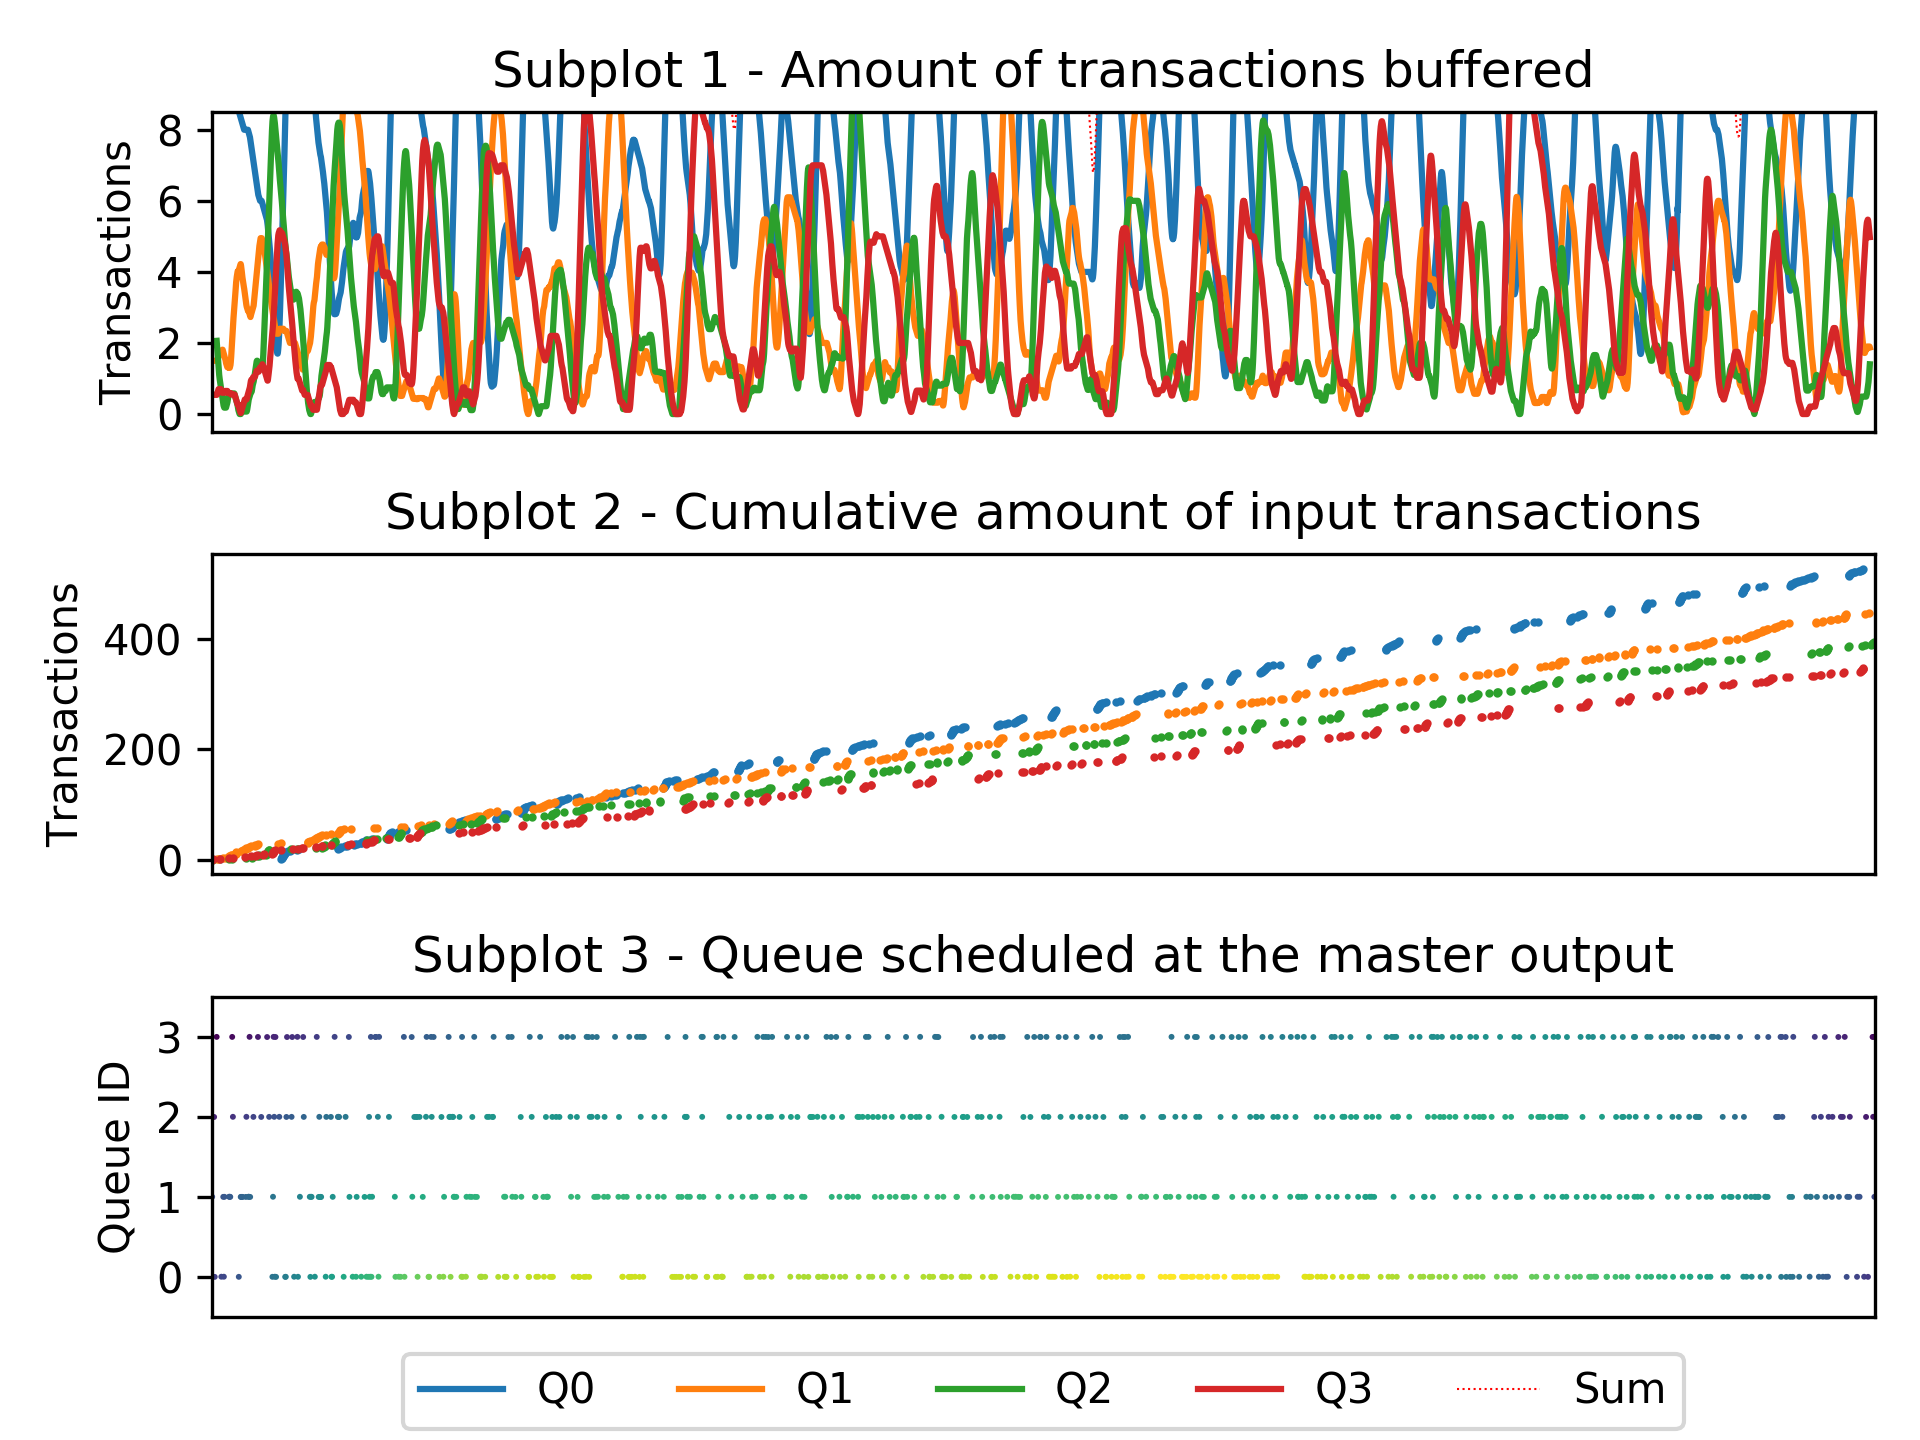 Subplot 1 - Amount of transactions buffered
Transactions
8
6
4
2
0
Subplot 2 - Cumulative amount of input transactions
Transactions
400
200
0
Subplot 3 - Queue scheduled at the master output
Queue ID
3
2
1
0
Q0 Q1 Q2 Q3 Sum